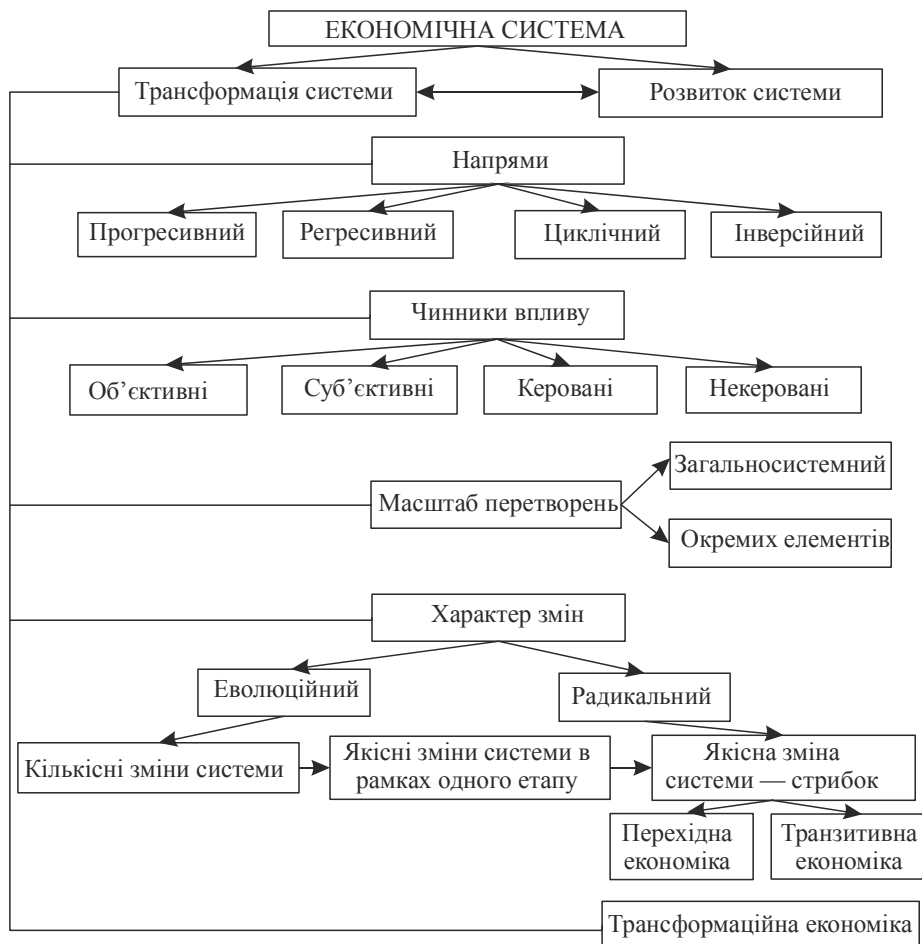 ЕКОНОМІЧНА СИСТЕМА
Трансформація системи
Розвиток системи
Напрями
Прогресивний
Регресивний
Циклічний
Інверсійний
Чинники впливу
Об’єктивні
Суб’єктивні
Керовані
Некеровані
Загальносистемний
Масштаб перетворень
Окремих елементів
Характер змін
Еволюційний
Радикальний
Кількісні зміни системи
Якісні зміни системи в
рамках одного етапу
Якісна зміна
системи — стрибок
Перехідна
економіка
Транзитивна
економіка
Трансформаційна економіка